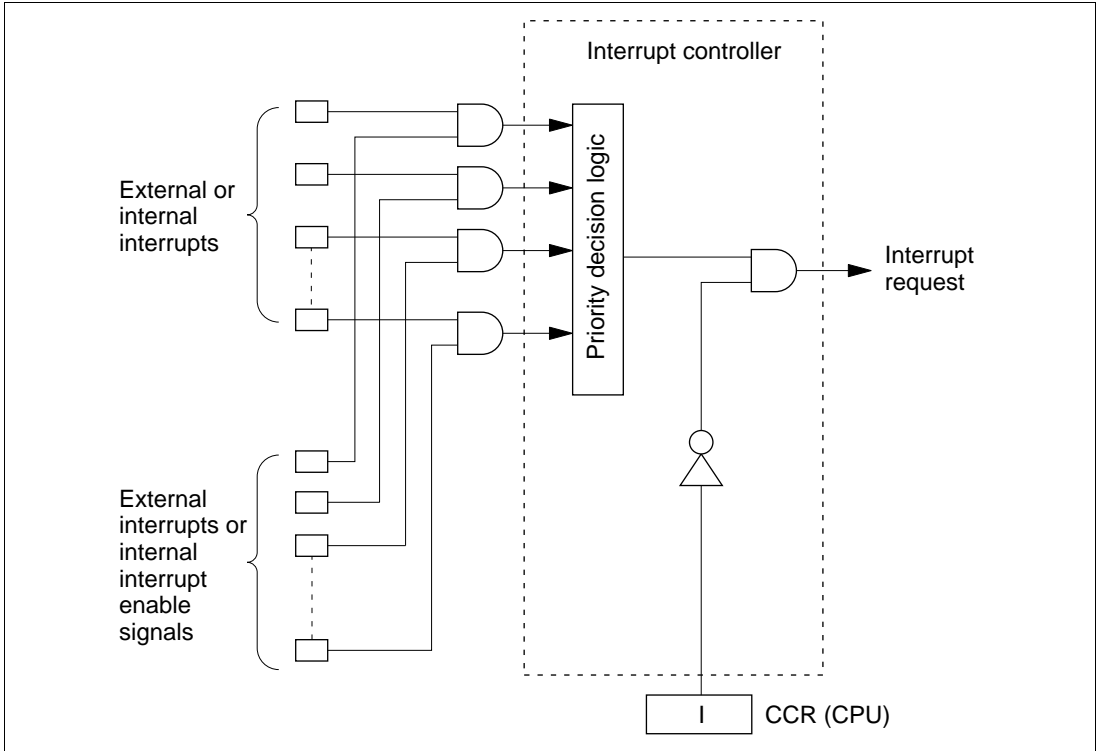 Interrupt controller
External or
internal
interrupts
Priority decision logic
Interrupt
request
External
interrupts or
internal
interrupt
enable
signals
I
CCR (CPU)